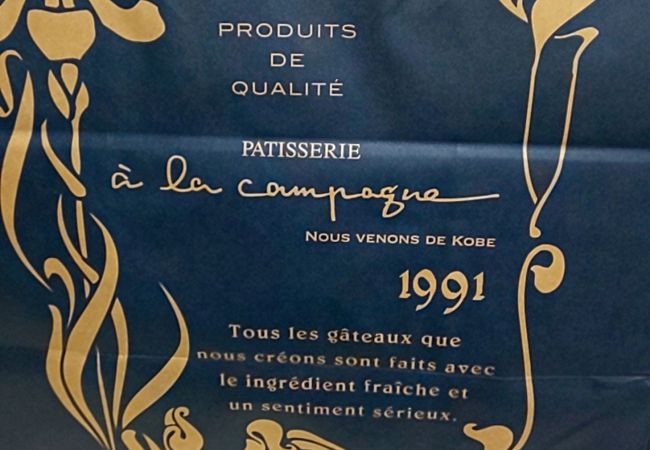 PRODUITS
DE
QUALITÉ
PATISSERIE
à la campagne
NOUS VENONS DE KOBE
1991
Tous les gâteaux que
nous créons sont faits avec
le ingrédient fraîche et
un sentiment sérieux.